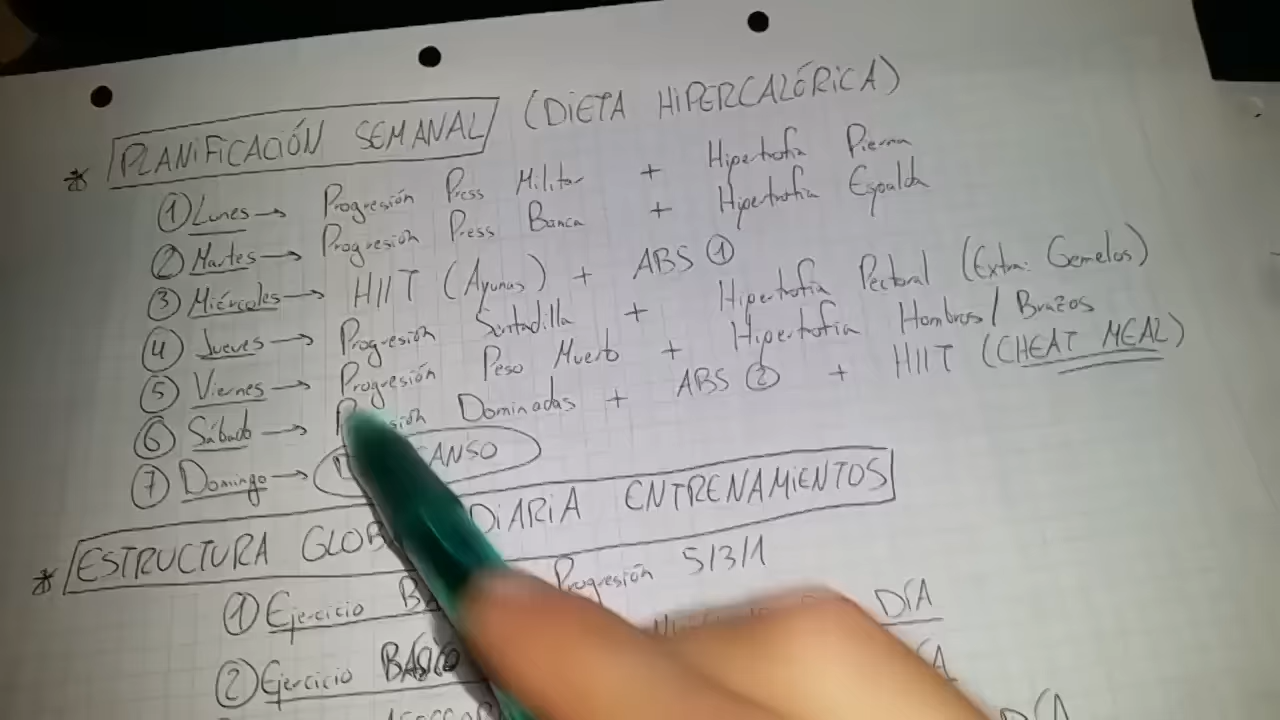 * PLANIFICACIÓN SEMANAL (DIETA HIPERCALÓRICA)
① Lunes → Progresión Press Militar + Hipertrofia Pierna
② Martes → Progresión Press Banca + Hipertrofia Espalda
③ Miércoles → HIIT (Ayunas) + ABS ①
④ Jueves → Progresión Sentadilla + Hipertrofia Pectoral (Extra: Gemelos)
⑤ Viernes → Progresión Peso Muerto + Hipertrofia Hombros/Brazos
⑥ Sábado → Dominadas + ABS ② + HIIT (CHEAT MEAL)
⑦ Domingo →
* ESTRUCTURA DIARIA ENTRENAMIENTOS
① Ejercicio Progresión 5/3/1
② Ejercicio BÁSICO DÍA